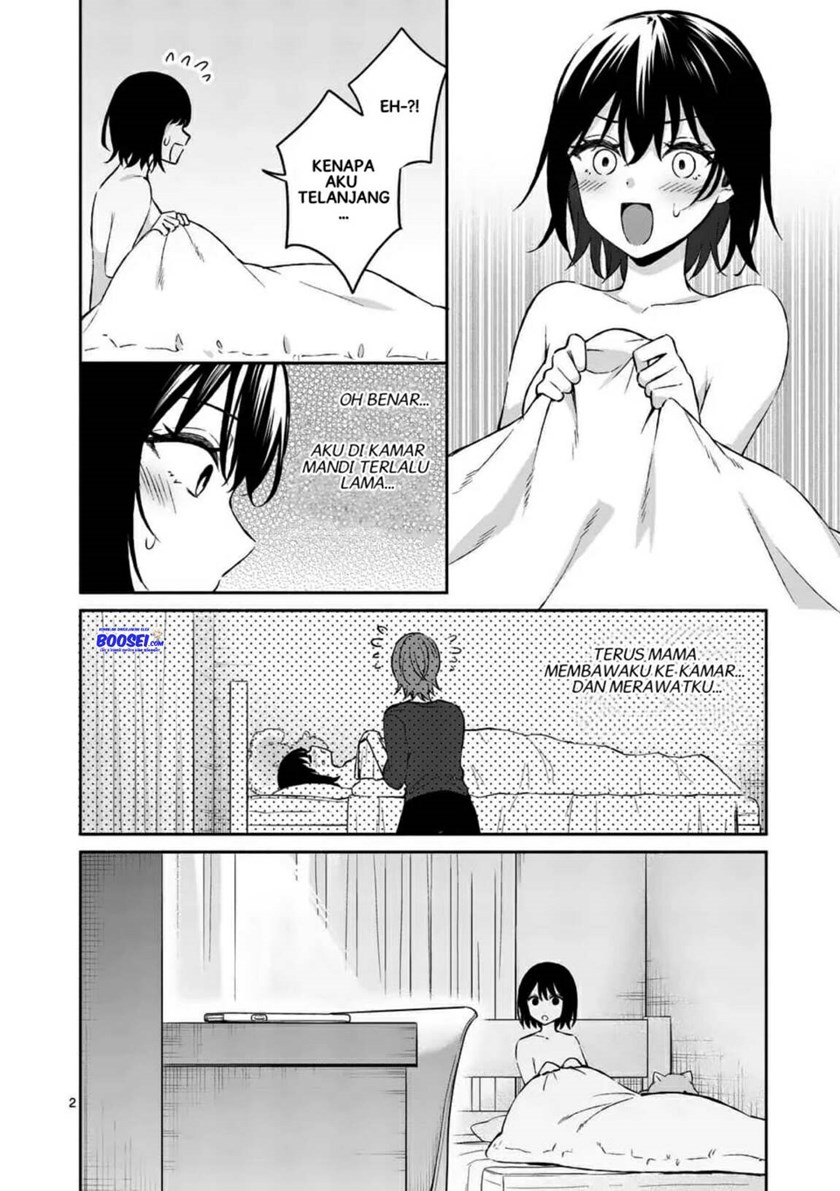 EH-?!
KENAPA
AKU
TELANJANG
...
OH BENAR...
AKU DI KAMAR
MANDI TERLALU
LAMA...
BOOSEI.COM
TERUS MAMA
MEMBAWAKU KE-KAMAR...
DAN MERAWATKU...
2